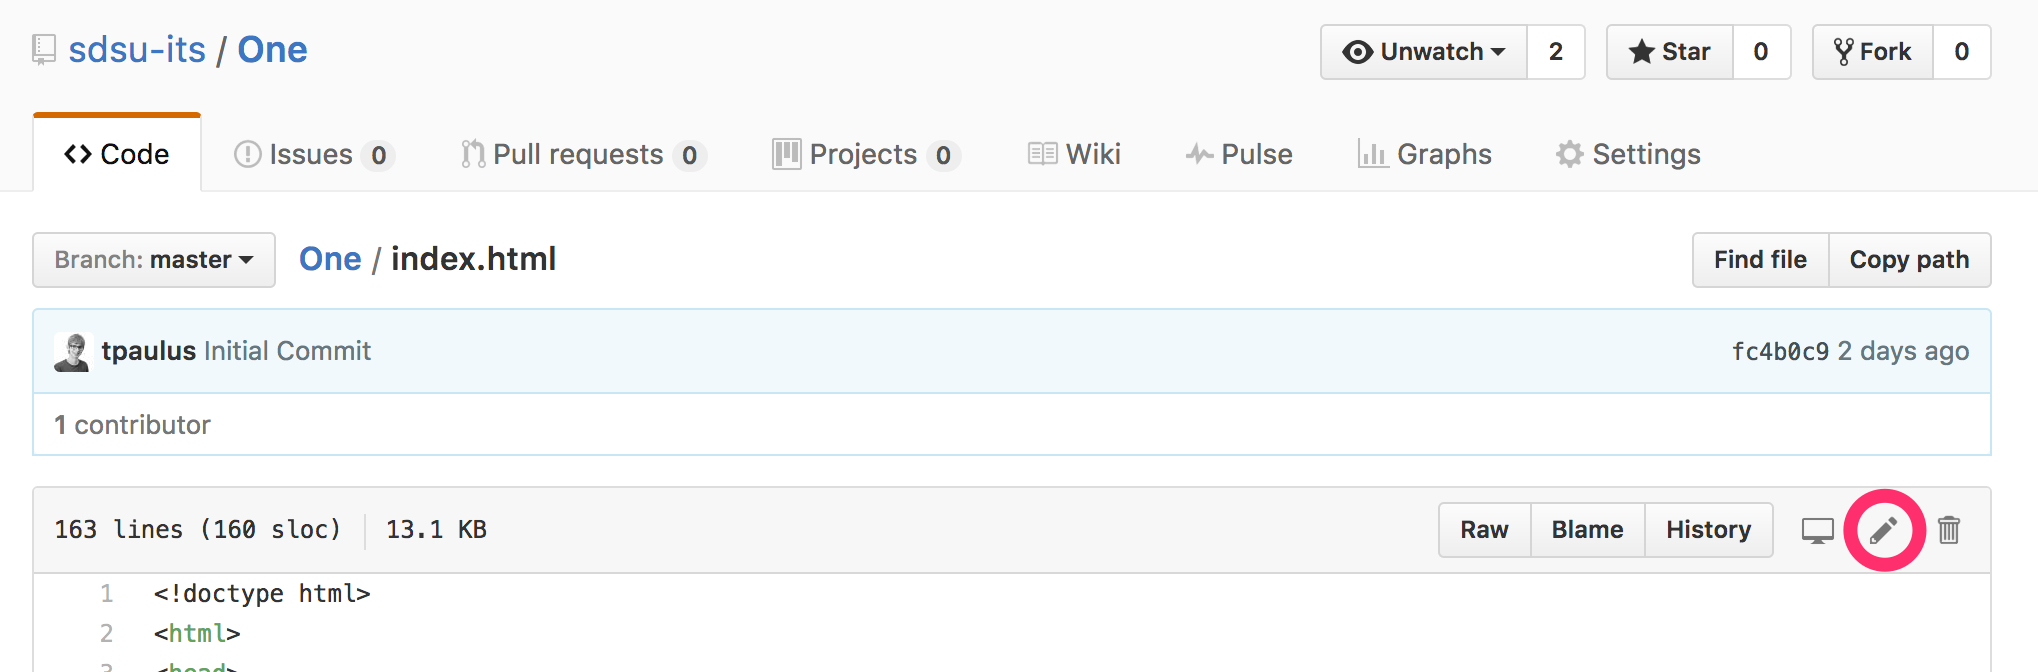 sdsu-its / One
Unwatch 2 Star 0 Fork 0
Code Issues 0 Pull requests 0 Projects 0 Wiki Pulse Graphs Settings
Branch: master One / index.html Find file Copy path
tpaulus Initial Commit fc4b0c9 2 days ago
1 contributor
163 lines (160 sloc) 13.1 KB Raw Blame History
1 <!doctype html>
2 <html>
3 <head>